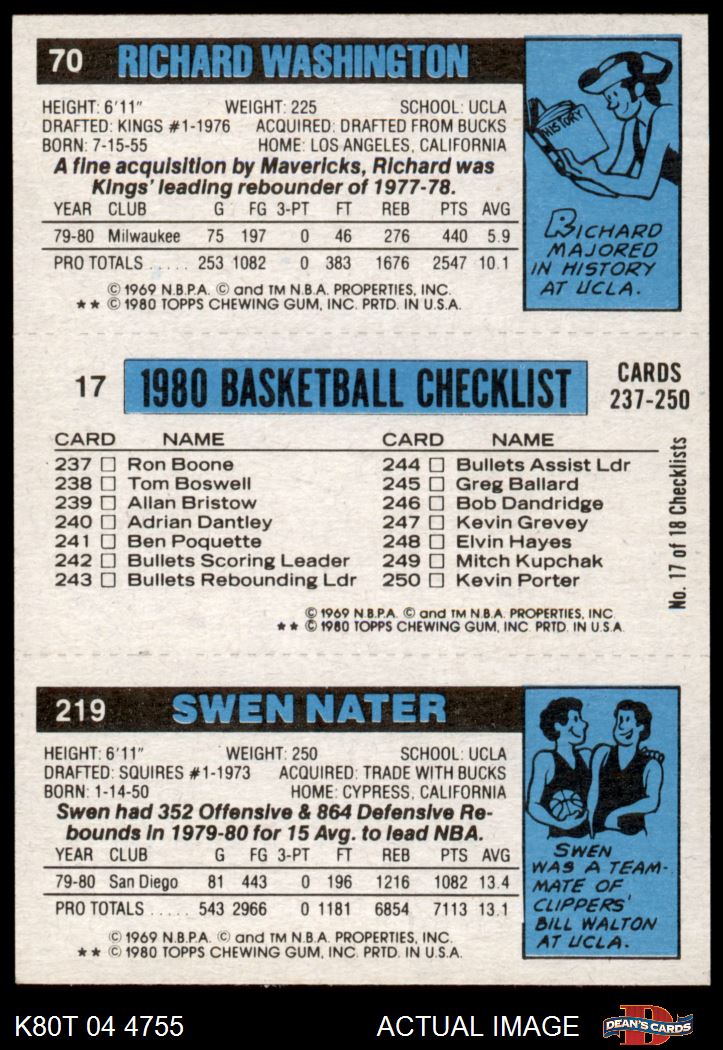 70 RICHARD WASHINGTON
HEIGHT: 6'11" WEIGHT: 225 SCHOOL: UCLA
DRAFTED: KINGS #1-1976 ACQUIRED: DRAFTED FROM BUCKS
BORN: 7-15-55 HOME: LOS ANGELES, CALIFORNIA
A fine acquisition by Mavericks, Richard was
Kings' leading rebounder of 1977-78.
YEAR CLUB G FG 3-PT FT REB PTS AVG
79-80 Milwaukee 75 197 0 46 276 440 5.9
PRO TOTALS ..... 253 1082 0 383 1676 2547 10.1
© 1969 N.B.P.A. © and TM N.B.A. PROPERTIES, INC.
★★ © 1980 TOPPS CHEWING GUM, INC. PRTD. IN U.S.A.
HISTORY
RICHARD
MAJORED
IN HISTORY
AT UCLA.
17 1980 BASKETBALL CHECKLIST CARDS
237-250
CARD NAME CARD NAME
237 □ Ron Boone 244 □ Bullets Assist Ldr
238 □ Tom Boswell 245 □ Greg Ballard
239 □ Allan Bristow 246 □ Bob Dandridge
240 □ Adrian Dantley 247 □ Kevin Grevey
241 □ Ben Poquette 248 □ Elvin Hayes
242 □ Bullets Scoring Leader 249 □ Mitch Kupchak
243 □ Bullets Rebounding Ldr 250 □ Kevin Porter
No. 17 of 18 Checklists
© 1969 N.B.P.A. © and TM N.B.A. PROPERTIES, INC.
★★ © 1980 TOPPS CHEWING GUM, INC. PRTD. IN U.S.A.
219 SWEN NATER
HEIGHT: 6'11" WEIGHT: 250 SCHOOL: UCLA
DRAFTED: SQUIRES #1-1973 ACQUIRED: TRADE WITH BUCKS
BORN: 1-14-50 HOME: CYPRESS, CALIFORNIA
Swen had 352 Offensive & 864 Defensive Re-
bounds in 1979-80 for 15 Avg. to lead NBA.
YEAR CLUB G FG 3-PT FT REB PTS AVG
79-80 San Diego 81 443 0 196 1216 1082 13.4
PRO TOTALS ..... 543 2966 0 1181 6854 7113 13.1
© 1969 N.B.P.A. © and TM N.B.A. PROPERTIES, INC.
★★ © 1980 TOPPS CHEWING GUM, INC. PRTD. IN U.S.A.
SWEN
WAS A TEAM-
MATE OF
CLIPPERS'
BILL WALTON
AT UCLA.
K80T 04 4755 ACTUAL IMAGE D DEAN'S CARDS